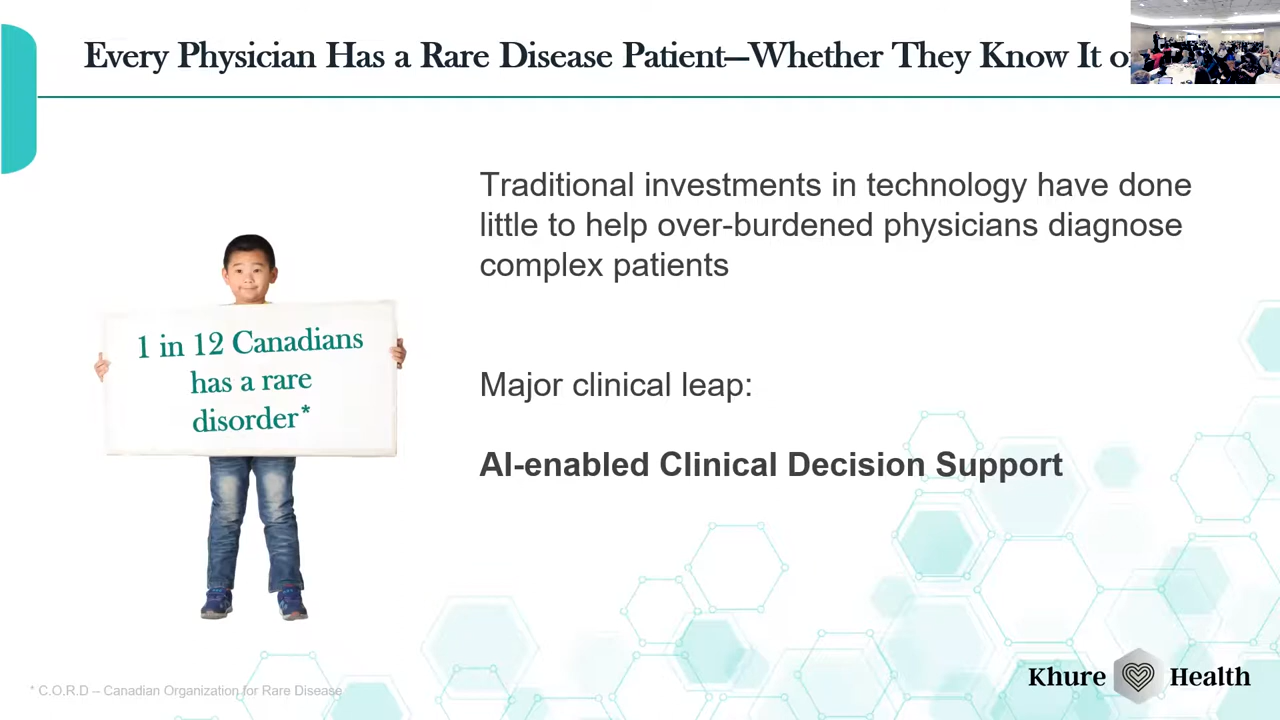 Every Physician Has a Rare Disease Patient—Whether They Know It
Traditional investments in technology have done
little to help over-burdened physicians diagnose
complex patients
1 in 12 Canadians
has a rare
disorder*
Major clinical leap:
AI-enabled Clinical Decision Support
* C.O.R.D – Canadian Organization for Rare Disease
Khure Health